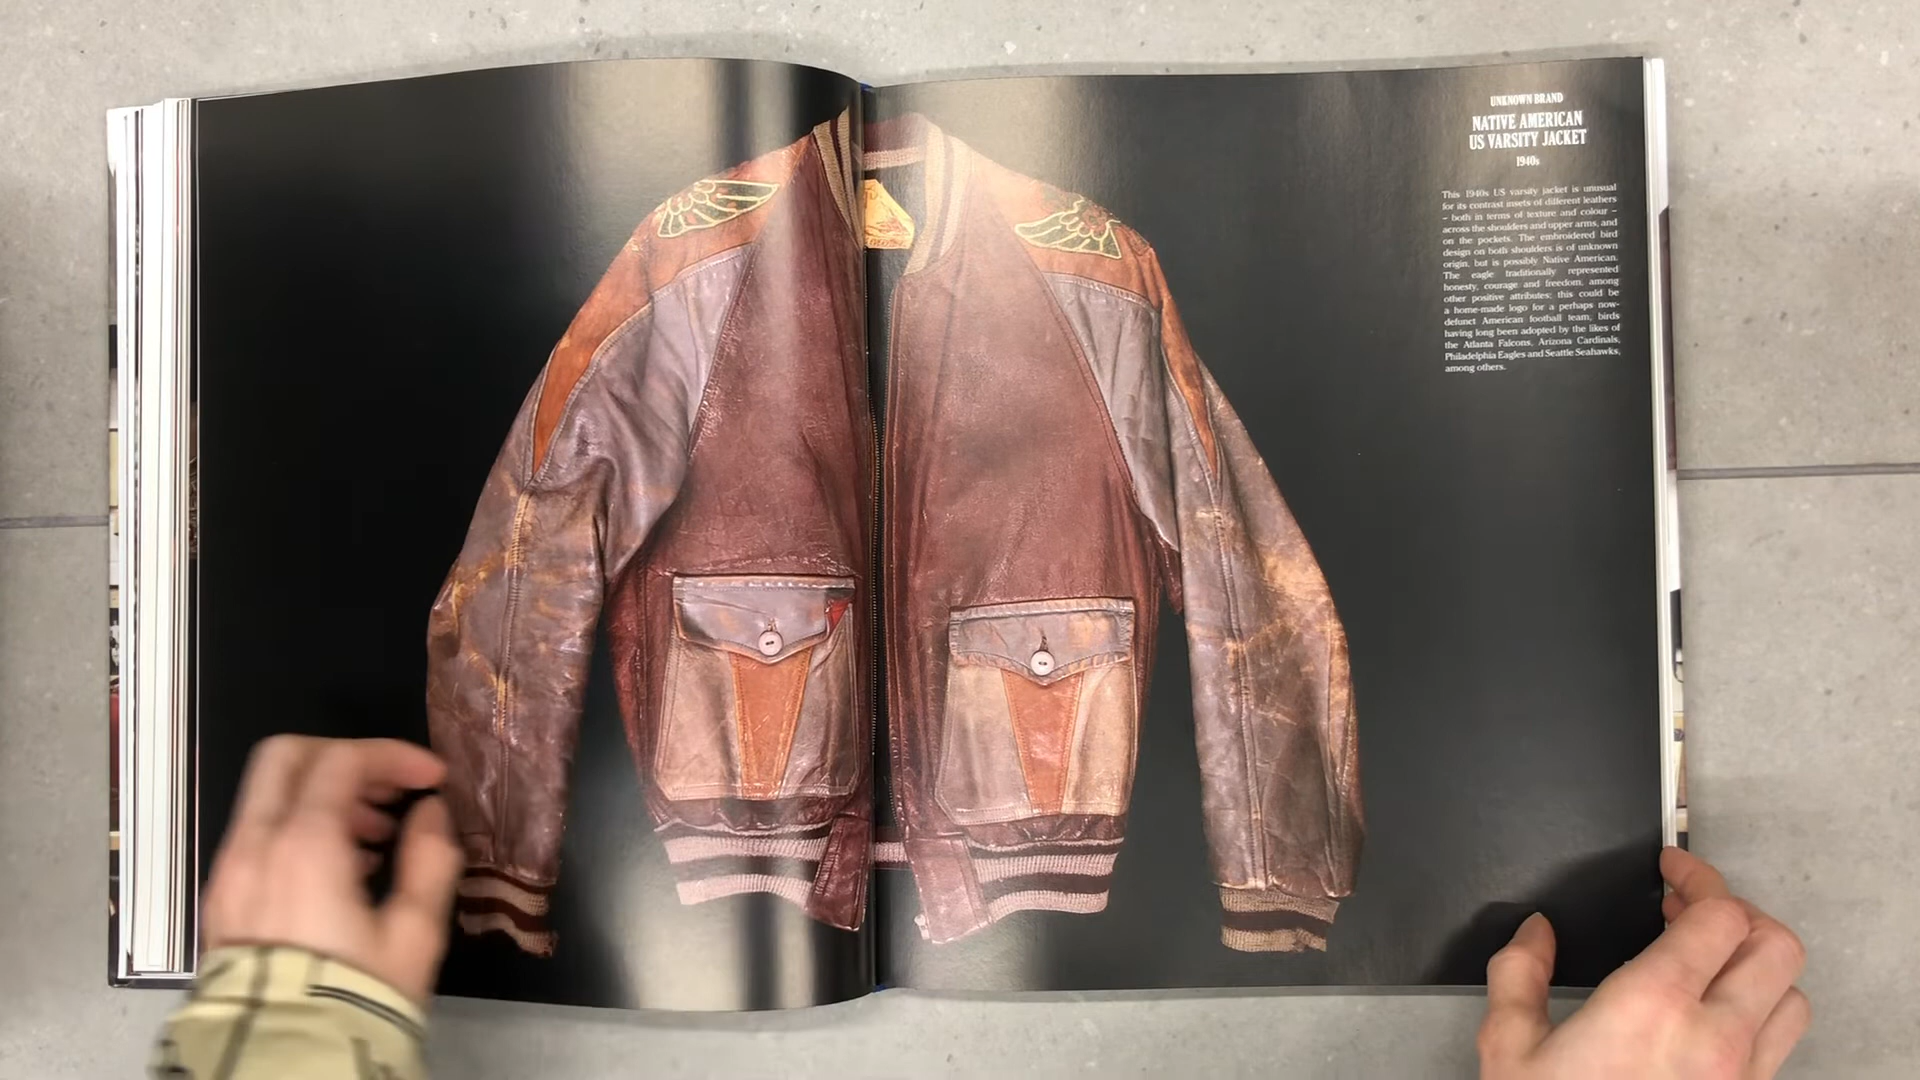 UNKNOWN BRAND
NATIVE AMERICAN
US VARSITY JACKET
1940s
This 1940s US varsity jacket is unusual
for its contrast insets of different leathers
– both in terms of texture and colour –
across the shoulders and upper arms, and
on the pockets. The embroidered bird
design on both shoulders is of unknown
origin, but is possibly Native American.
The eagle traditionally represented
honesty, courage and freedom, among
other positive attributes; this could be
a home-made logo for a perhaps now-
defunct American football team; birds
having long been adopted by the likes of
the Atlanta Falcons, Arizona Cardinals,
Philadelphia Eagles and Seattle Seahawks,
among others.